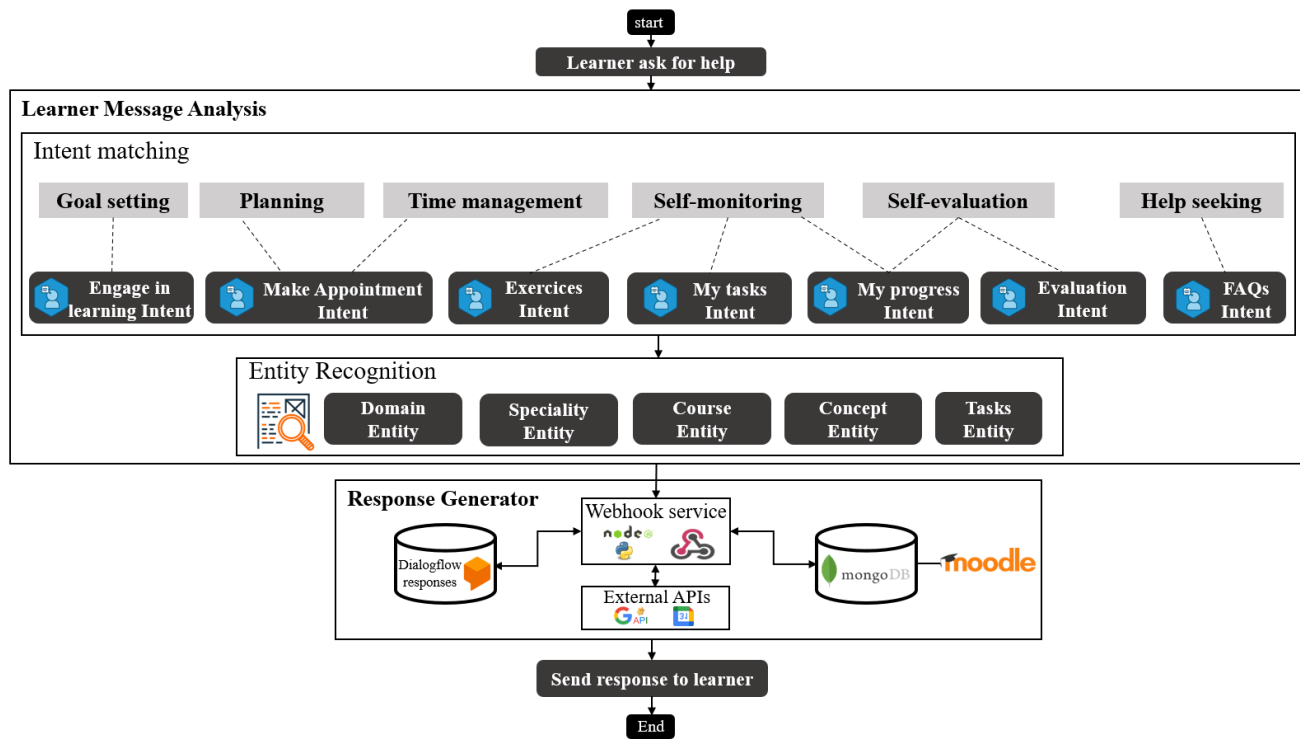 start
Learner ask for help
Learner Message Analysis
Intent matching
Goal setting
Planning
Time management
Self-monitoring
Self-evaluation
Help seeking
Engage in
learning Intent
Make Appointment
Intent
Exercices
Intent
My tasks
Intent
My progress
Intent
Evaluation
Intent
FAQs
Intent
Entity Recognition
Domain
Entity
Speciality
Entity
Course
Entity
Concept
Entity
Tasks
Entity
Response Generator
Webhook service
node
Dialogflow
responses
mongoDB
moodle
External APIs
G API
31
Send response to learner
End